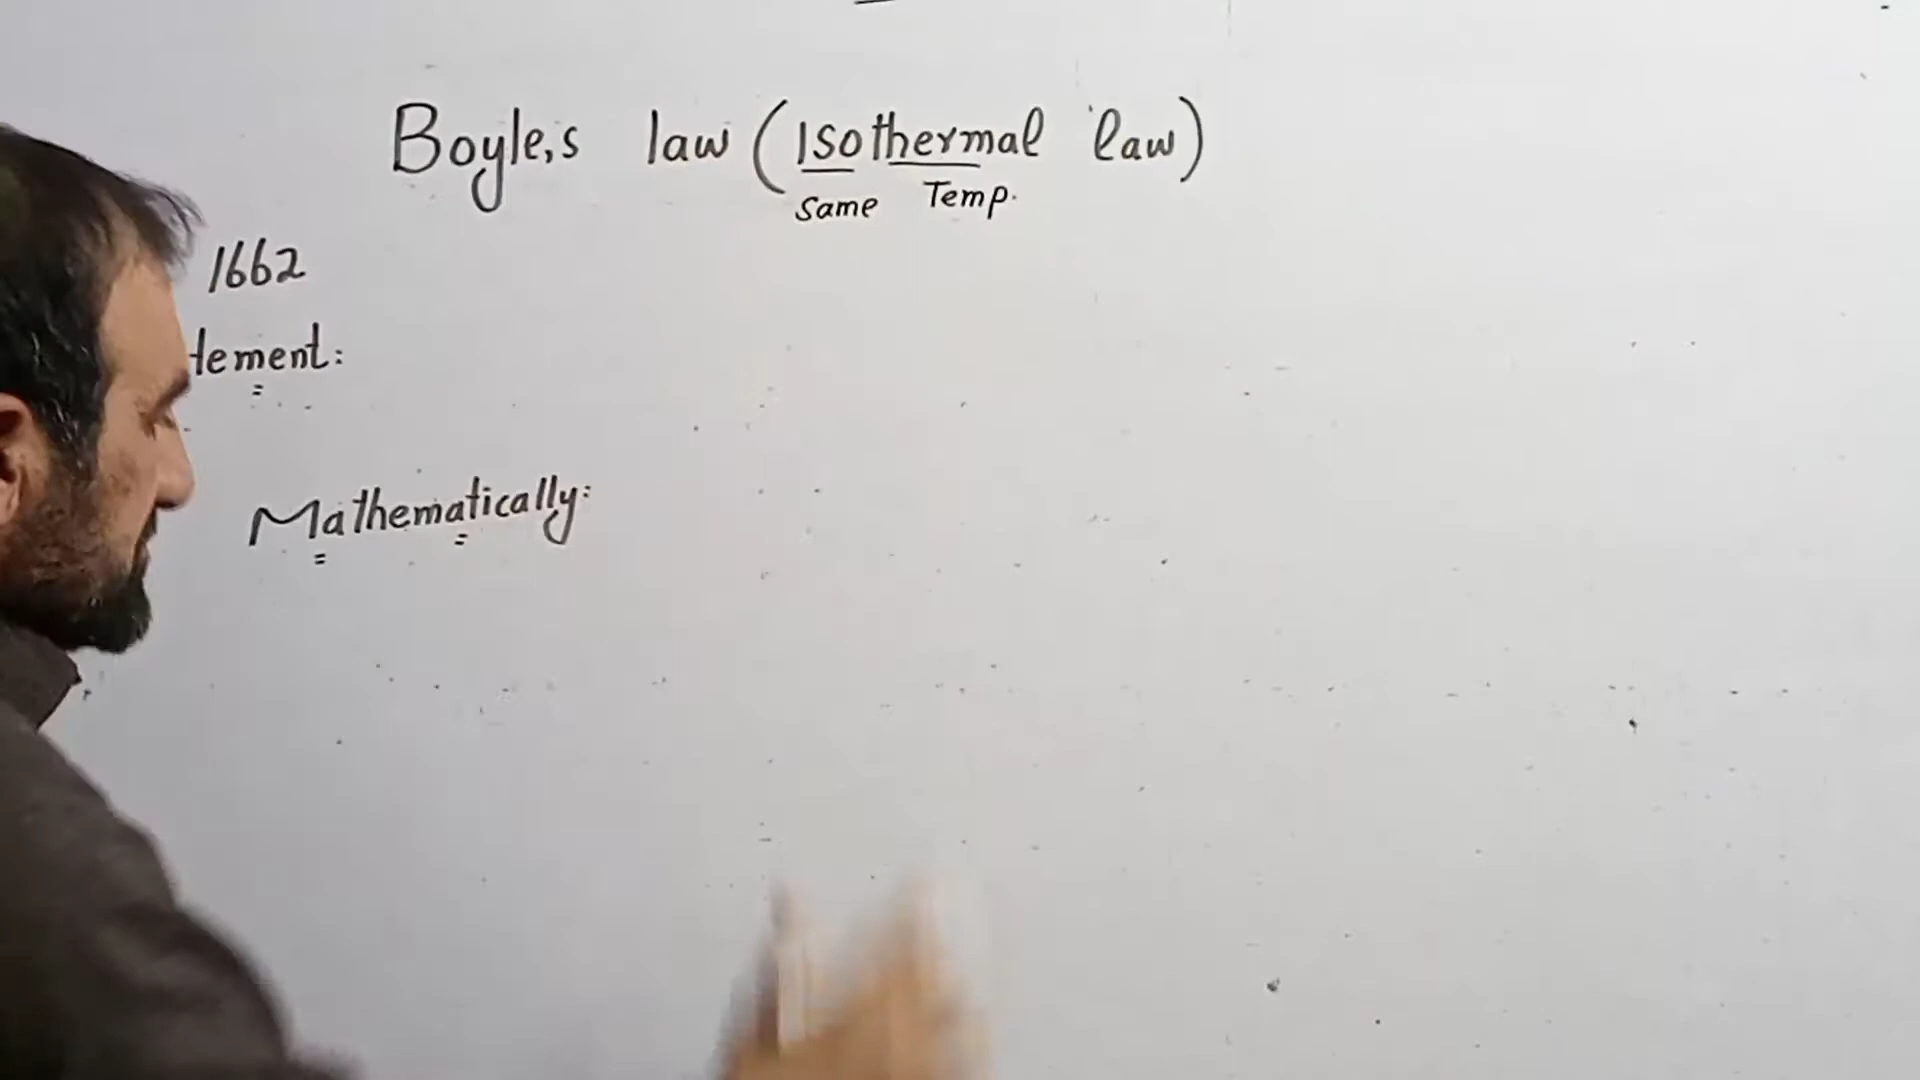 Boyle,s law (Isothermal law)
Same Temp.
1662
tement:
Mathematically: